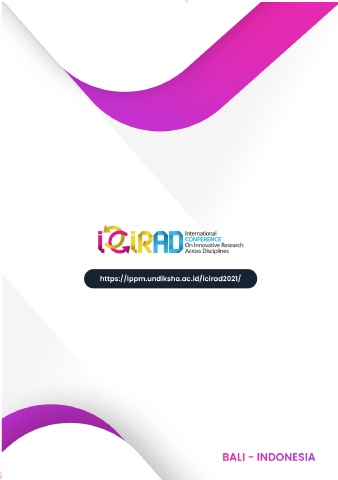 iCiRAD
International
CONFERENCE
On Innovative Research
Across Disciplines
https://lppm.undiksha.ac.id/icirad2021/
BALI - INDONESIA